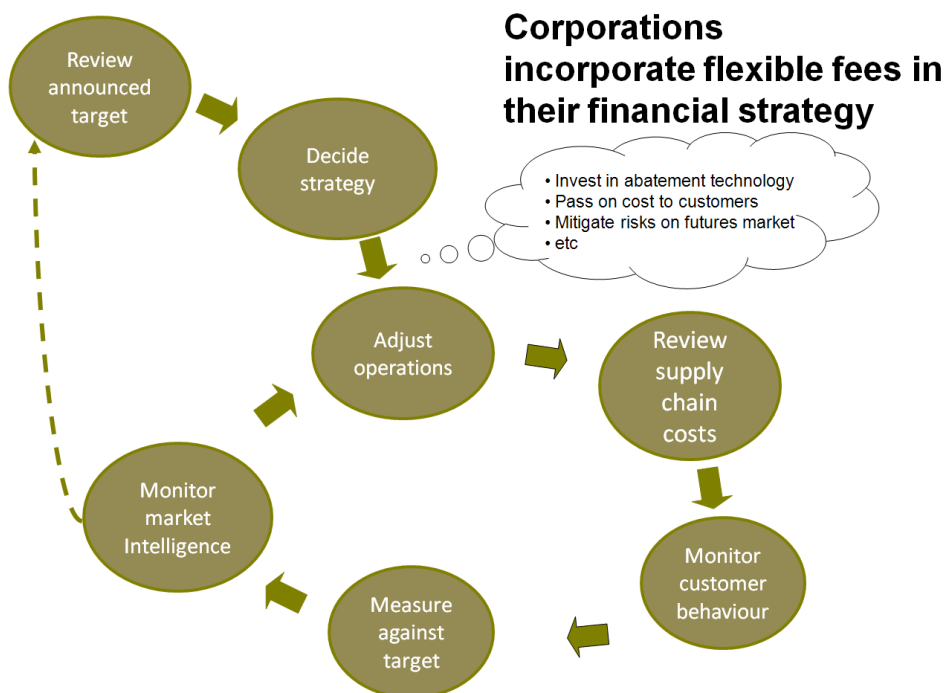 Corporations
incorporate flexible fees in
their financial strategy
Review
announced
target
Decide
strategy
• Invest in abatement technology
• Pass on cost to customers
• Mitigate risks on futures market
• etc
Adjust
operations
Review
supply
chain
costs
Monitor
customer
behaviour
Measure
against
target
Monitor
market
Intelligence